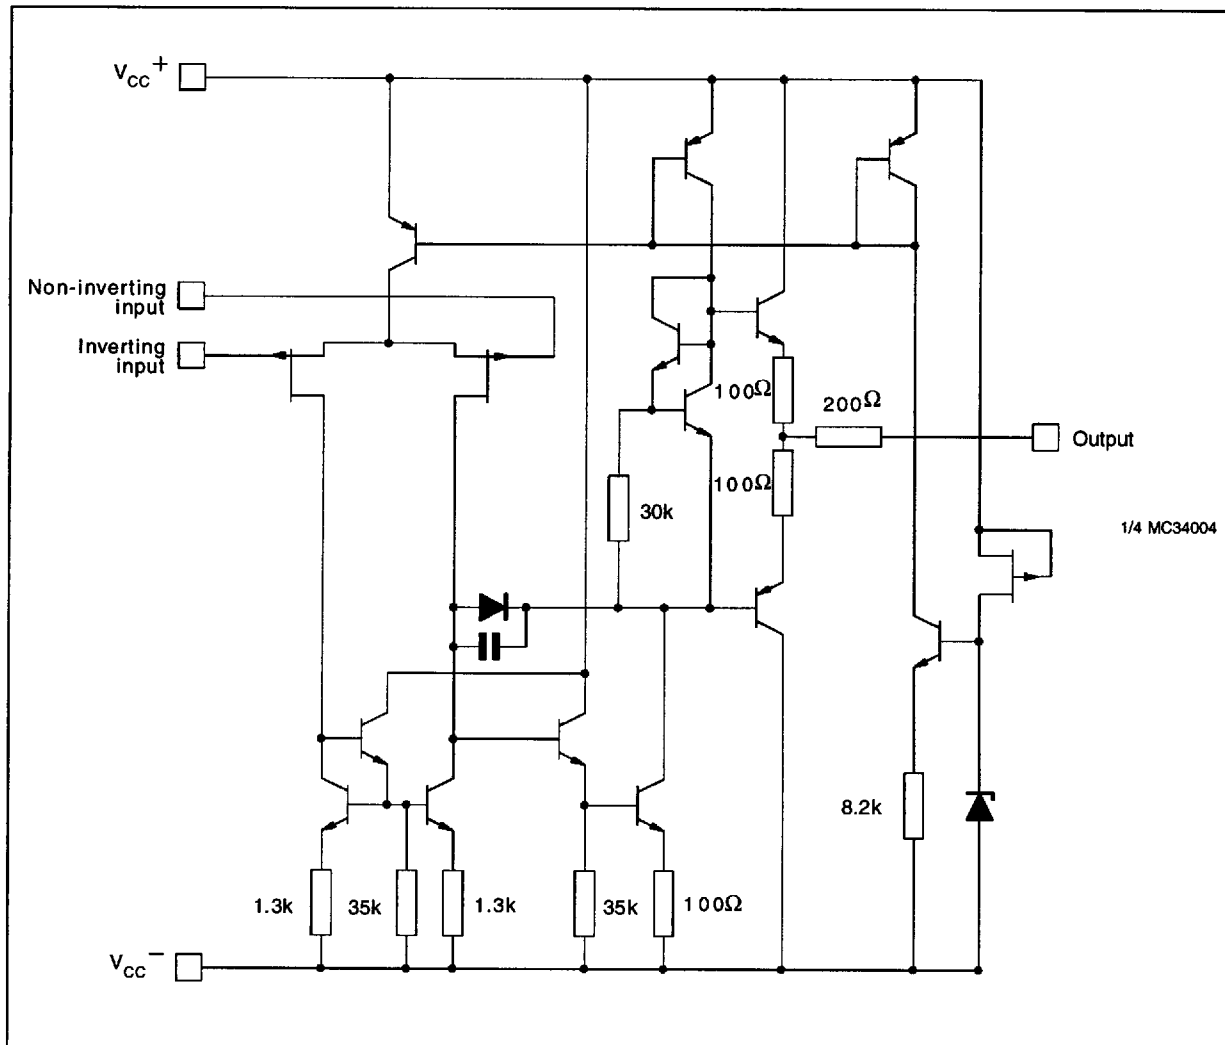 VCC+
Non-inverting
input
Inverting
input
100Ω
200Ω
Output
100Ω
30k
1/4 MC34004
8.2k
1.3k
35k
1.3k
35k
100Ω
VCC−